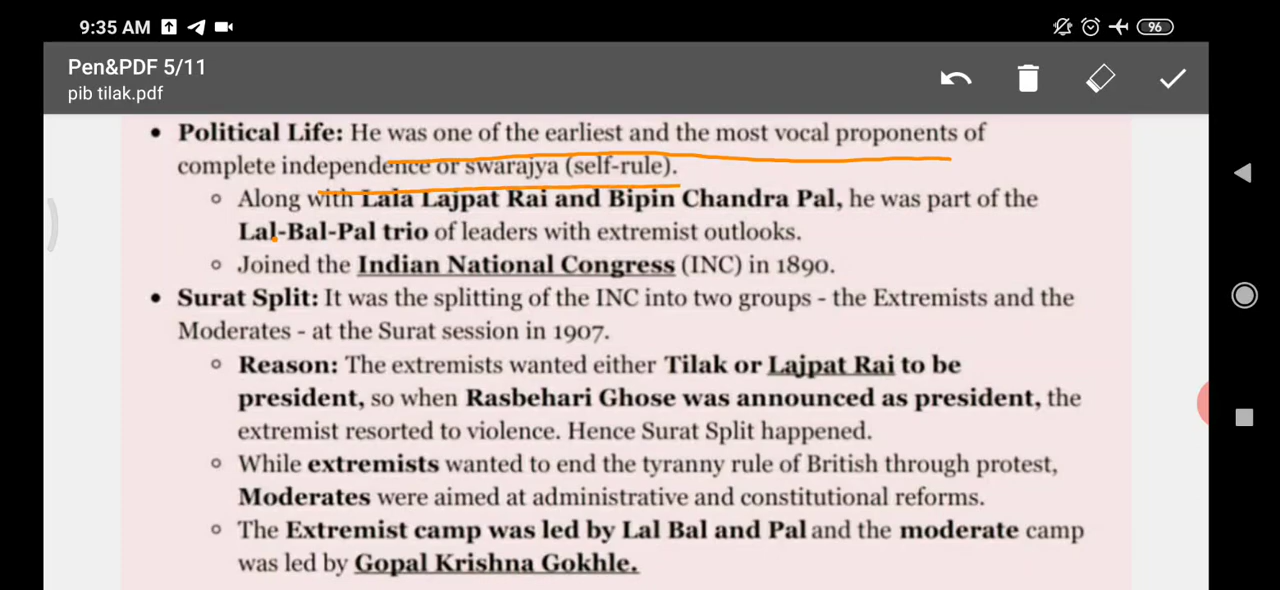 9:35 AM
96
Pen&PDF 5/11
pib tilak.pdf
• Political Life: He was one of the earliest and the most vocal proponents of
complete independence or swarajya (self-rule).
○ Along with Lala Lajpat Rai and Bipin Chandra Pal, he was part of the
Lal-Bal-Pal trio of leaders with extremist outlooks.
○ Joined the Indian National Congress (INC) in 1890.
• Surat Split: It was the splitting of the INC into two groups - the Extremists and the
Moderates - at the Surat session in 1907.
○ Reason: The extremists wanted either Tilak or Lajpat Rai to be
president, so when Rasbehari Ghose was announced as president, the
extremist resorted to violence. Hence Surat Split happened.
○ While extremists wanted to end the tyranny rule of British through protest,
Moderates were aimed at administrative and constitutional reforms.
○ The Extremist camp was led by Lal Bal and Pal and the moderate camp
was led by Gopal Krishna Gokhle.